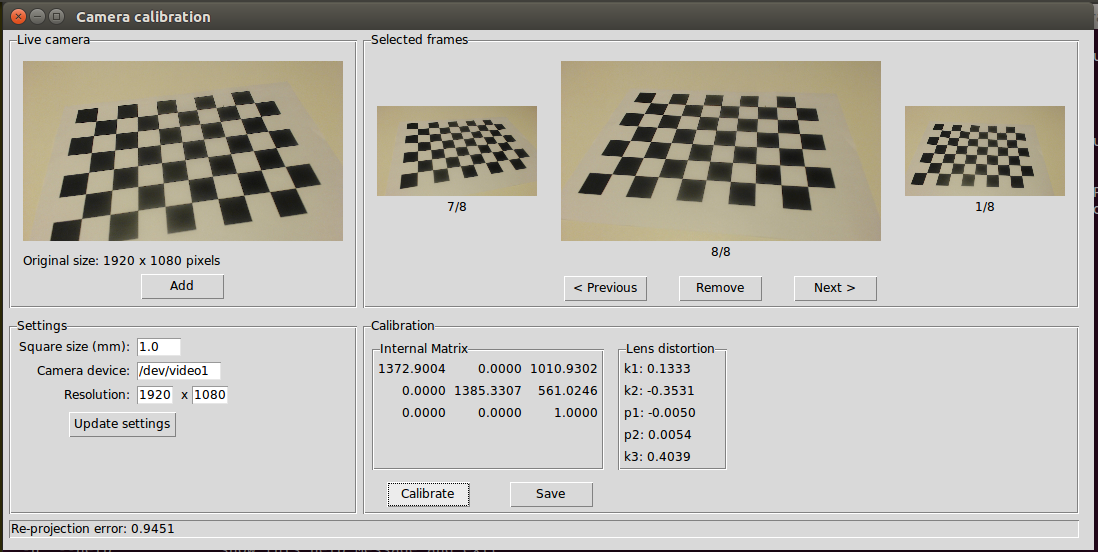 Camera calibration
Live camera
Original size: 1920 x 1080 pixels
Add
Selected frames
7/8
8/8
1/8
< Previous
Remove
Next >
Settings
Square size (mm): 1.0
Camera device: /dev/video1
Resolution: 1920 x 1080
Update settings
Calibration
Internal Matrix
1372.9004 0.0000 1010.9302
0.0000 1385.3307 561.0246
0.0000 0.0000 1.0000
Lens distortion
k1: 0.1333
k2: -0.3531
p1: -0.0050
p2: 0.0054
k3: 0.4039
Calibrate
Save
Re-projection error: 0.9451